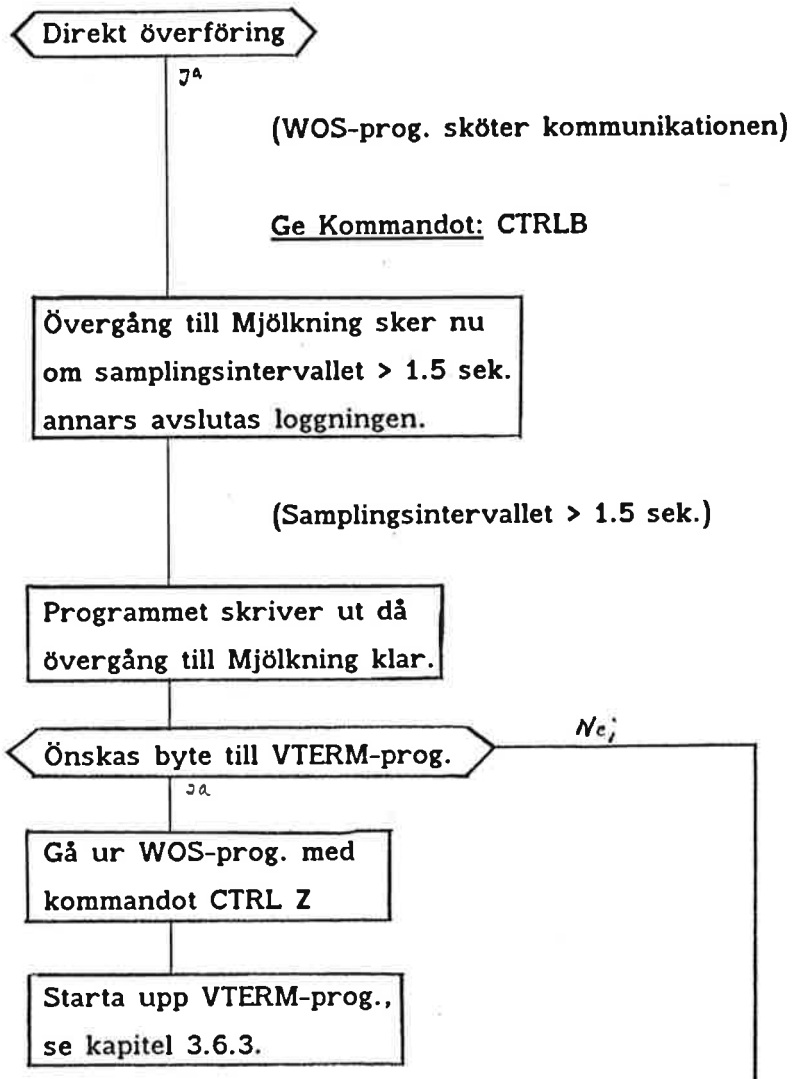 Direkt överföring
Ja
(WOS-prog. sköter kommunikationen)
Ge Kommandot: CTRLB
Övergång till Mjölkning sker nu
om samplingsintervallet > 1.5 sek.
annars avslutas loggningen.
(Samplingsintervallet > 1.5 sek.)
Programmet skriver ut då
övergång till Mjölkning klar.
Nej
Önskas byte till VTERM-prog.
Ja
Gå ur WOS-prog. med
kommandot CTRL Z
Starta upp VTERM-prog.,
se kapitel 3.6.3.